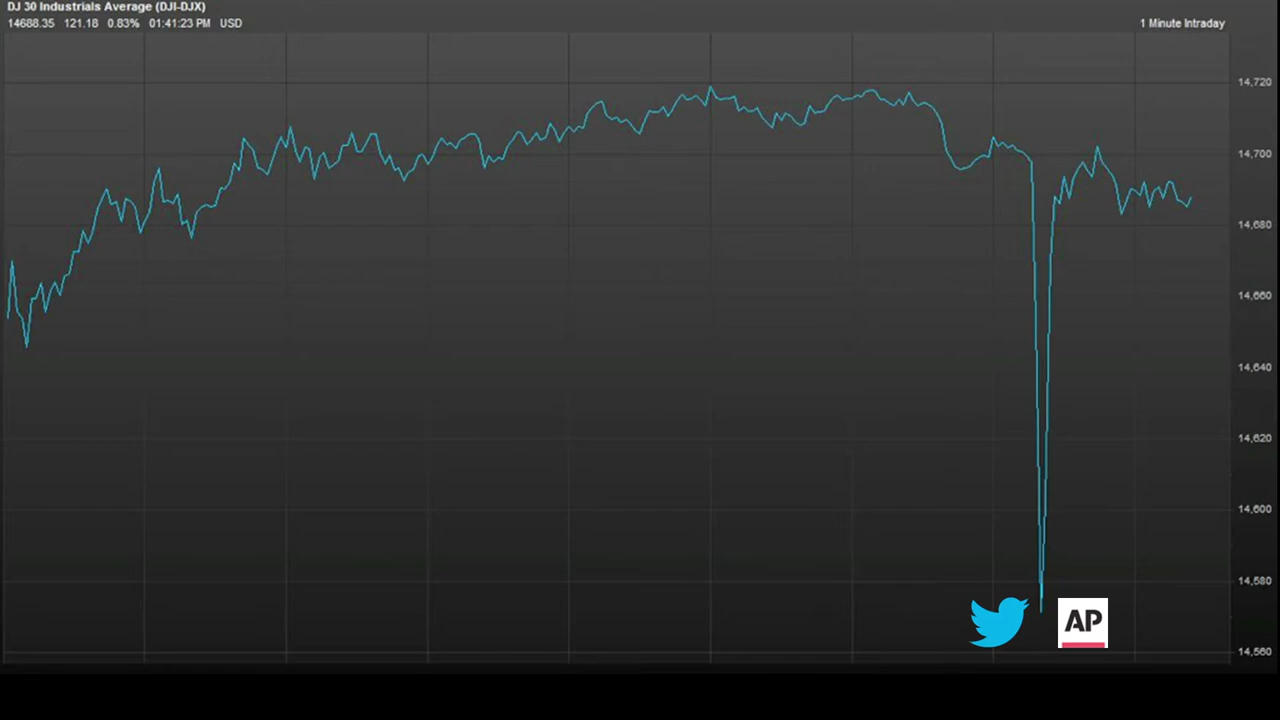 DJ 30 Industrials Average (DJI-DJX)
14688.35 121.18 0.83% 01:41:23 PM USD
1 Minute Intraday
14,720
14,700
14,680
14,660
14,640
14,620
14,600
14,580
AP
14,560